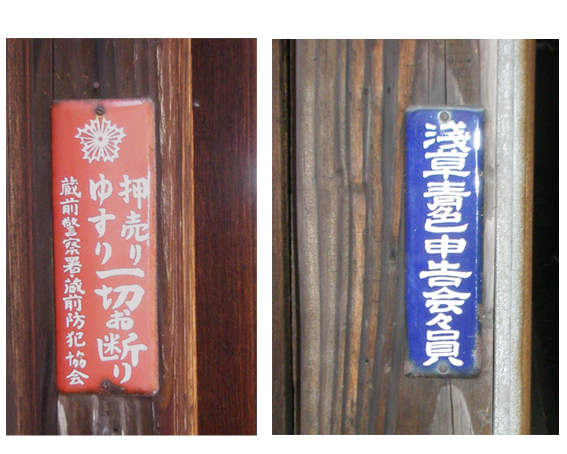 押売り
ゆすり一切お断り
蔵前警察署・蔵前防犯協会
浅草青色申告会々員